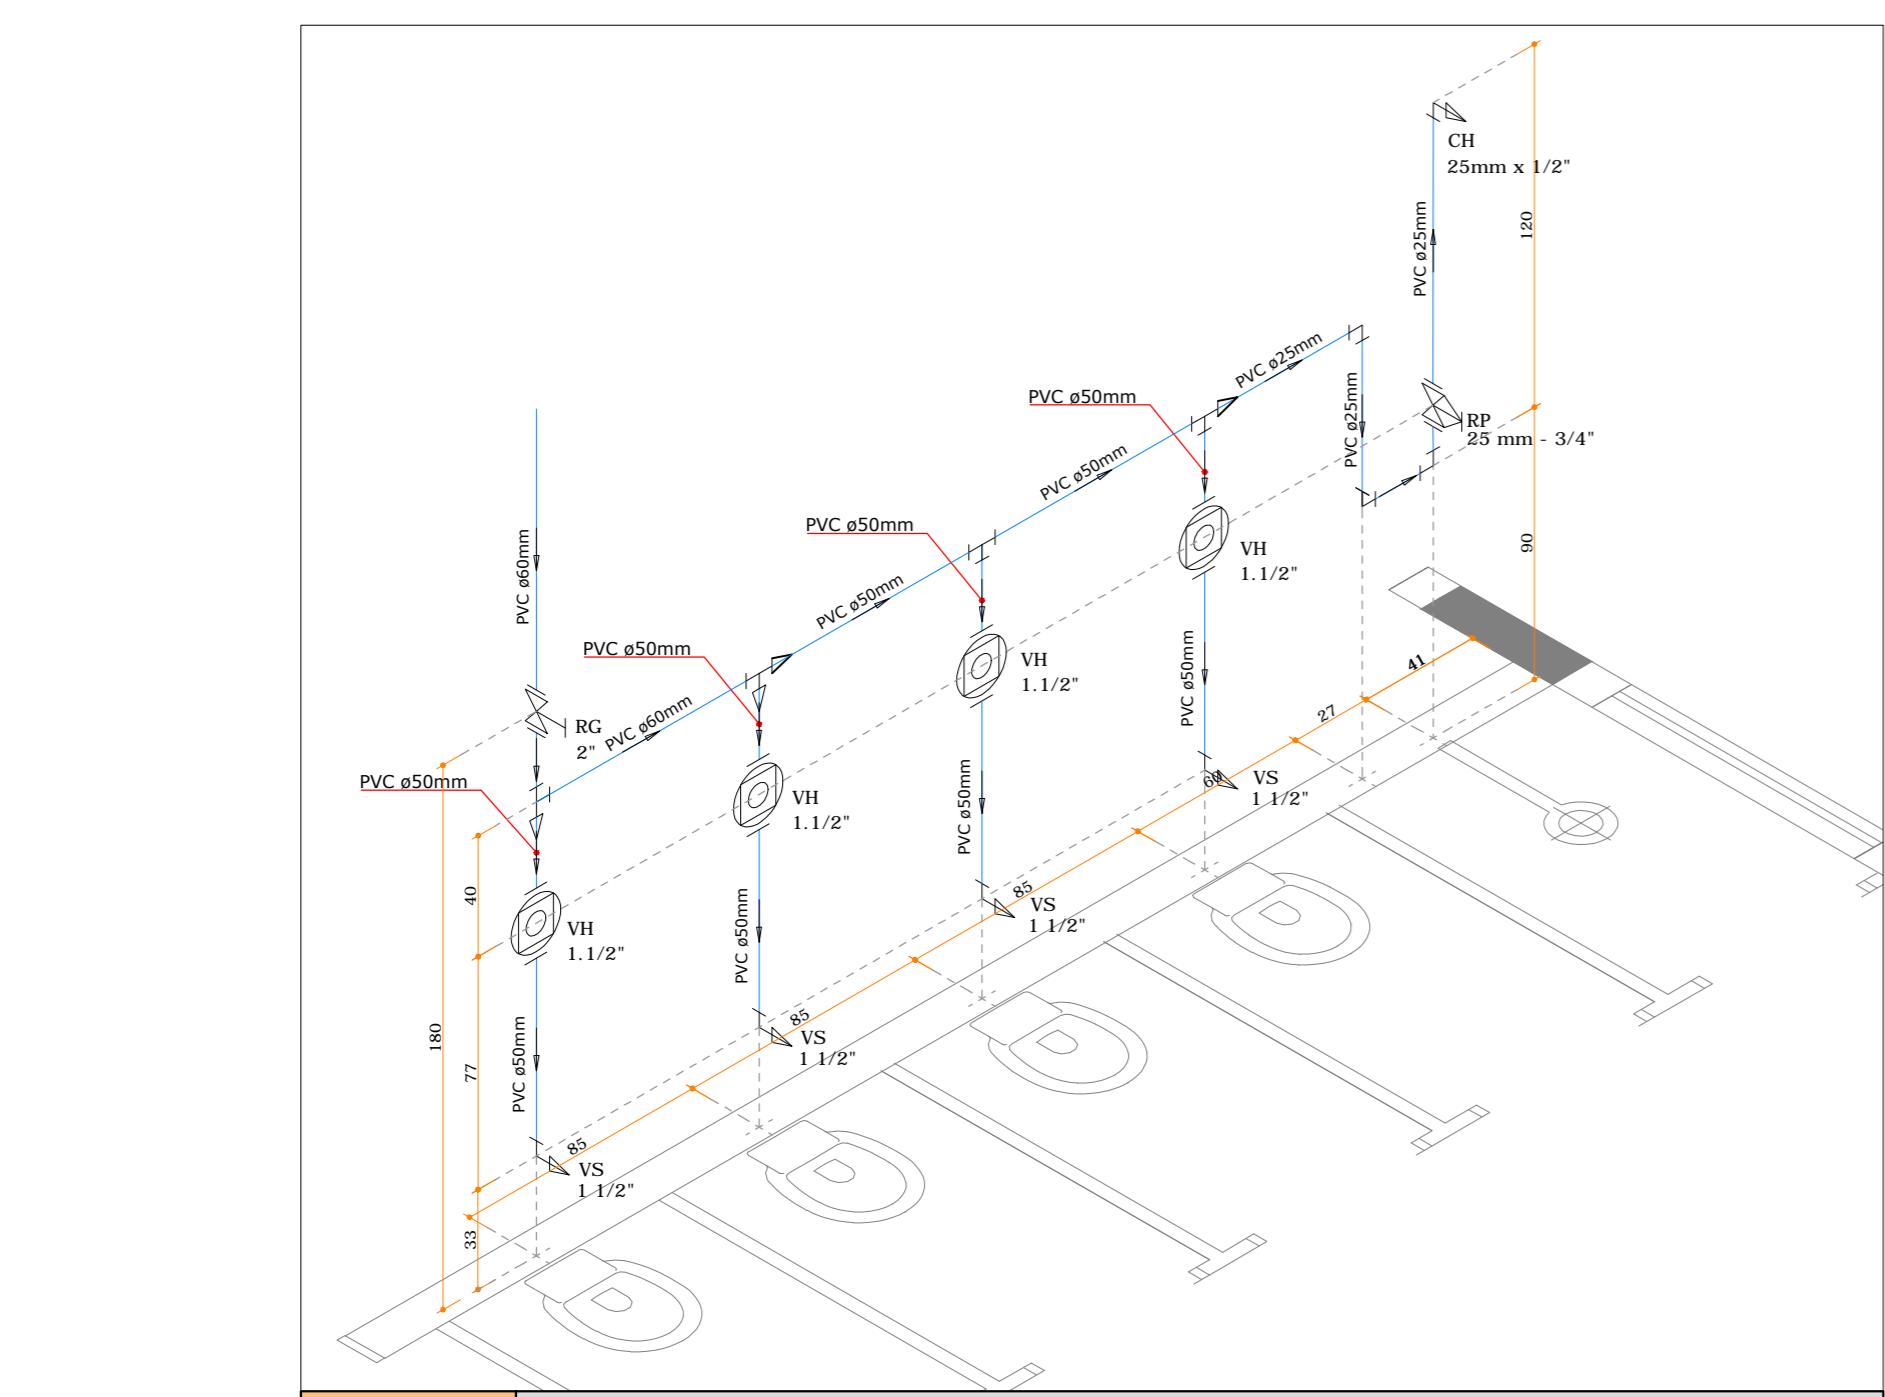 CH
25mm x 1/2"
120
PVC ø25mm
PVC ø25mm
PVC ø25mm
RP
25 mm - 3/4"
90
PVC ø50mm
PVC ø50mm
VH
1.1/2"
PVC ø50mm
PVC ø50mm
VH
1.1/2"
PVC ø50mm
PVC ø50mm
VH
1.1/2"
PVC ø60mm
RG
2"
PVC ø60mm
PVC ø50mm
VH
1.1/2"
PVC ø50mm
PVC ø50mm
PVC ø50mm
PVC ø50mm
41
27
VS
1 1/2"
85
VS
1 1/2"
85
VS
1 1/2"
85
VS
1 1/2"
40
77
33
180